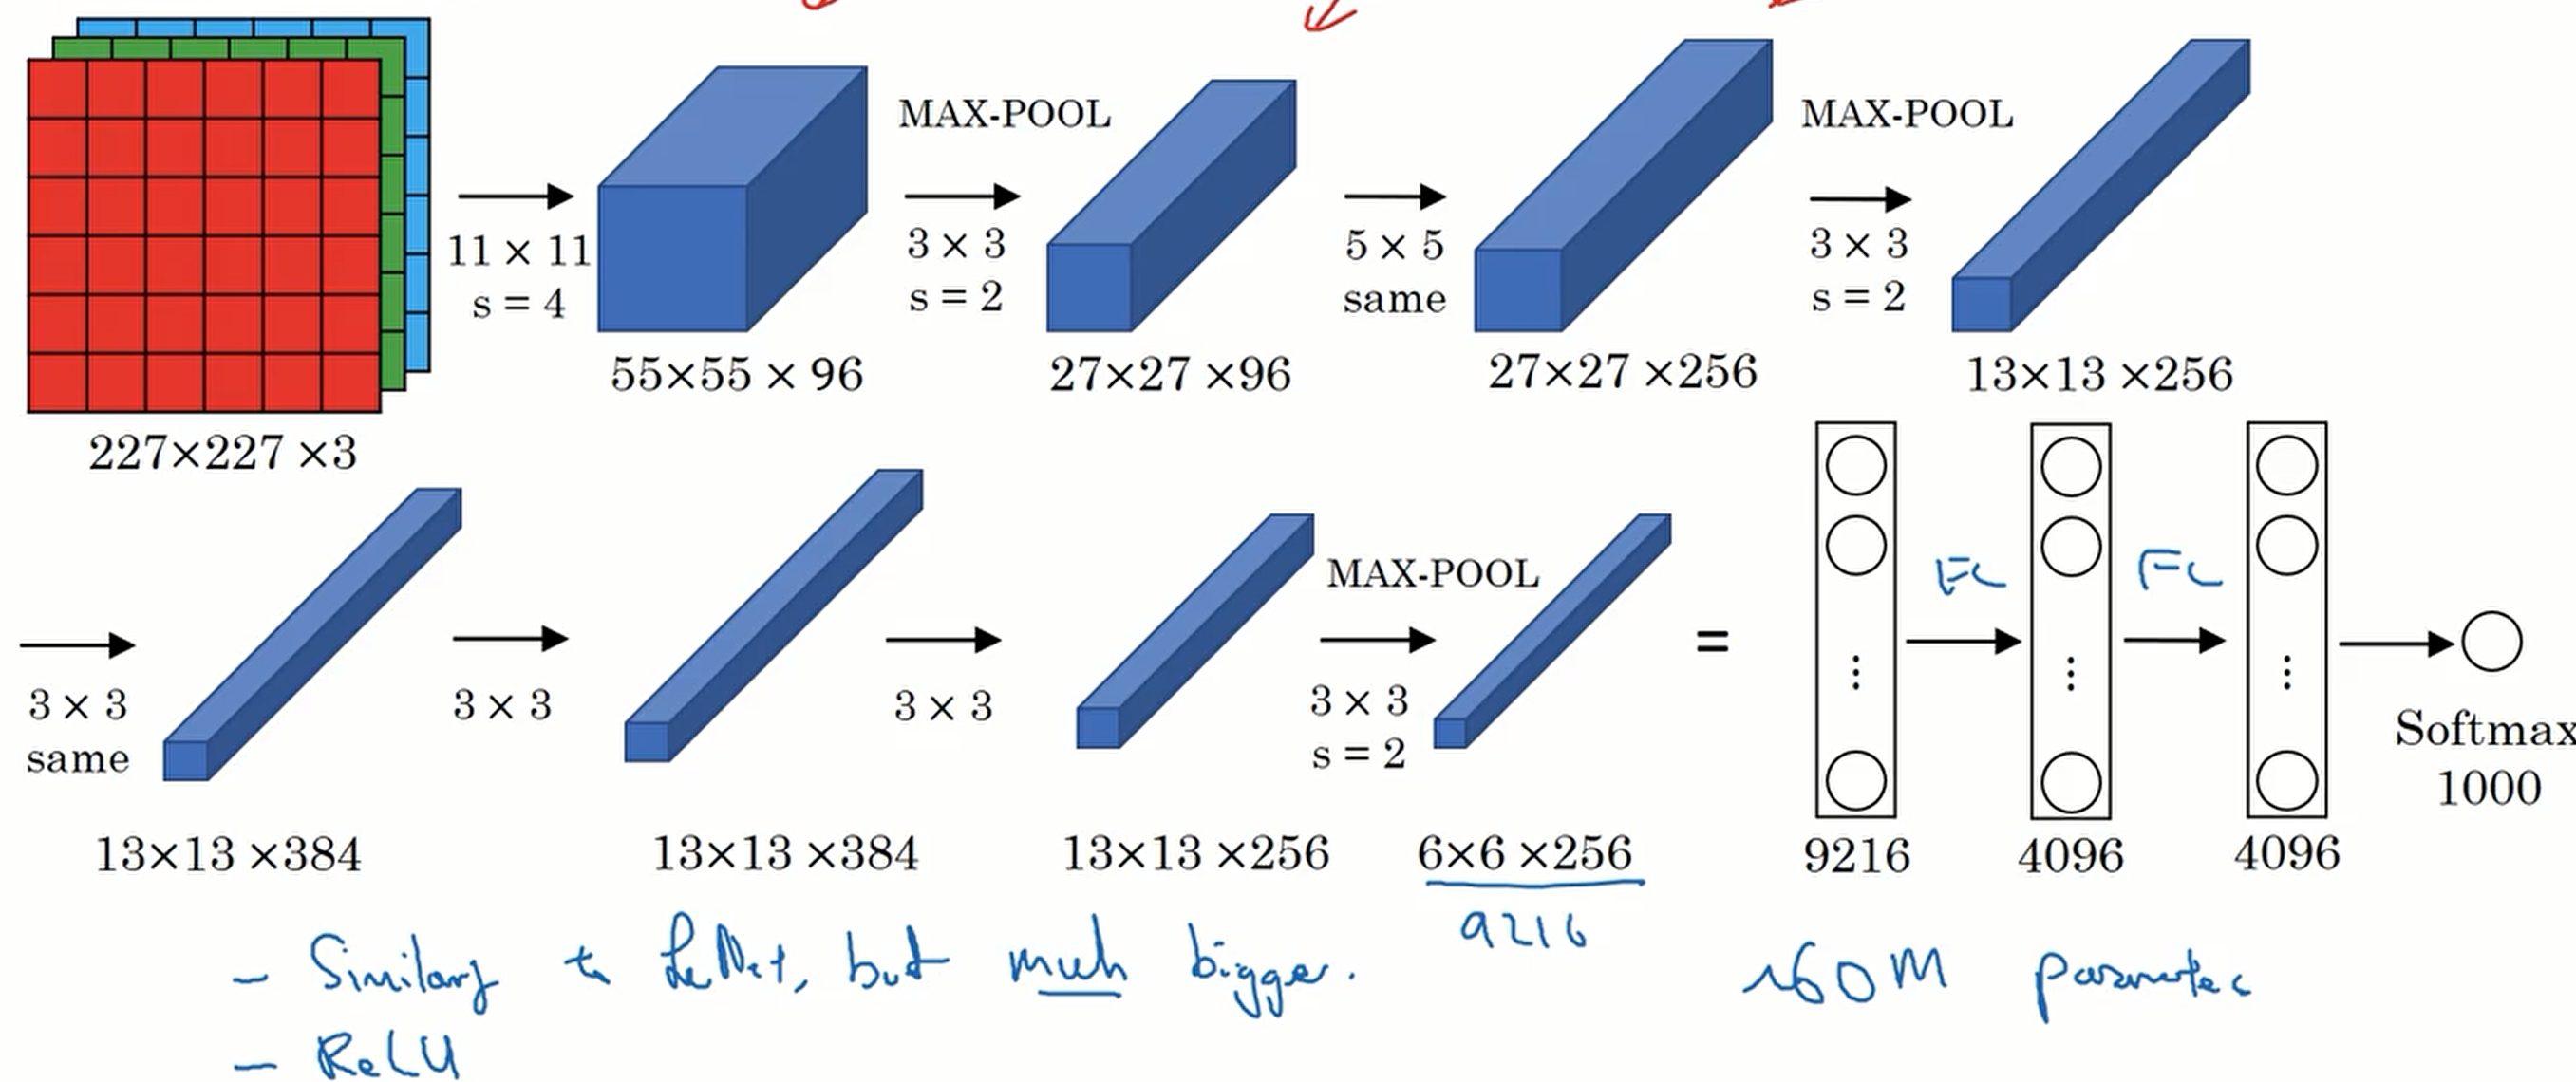 MAX-POOL
MAX-POOL
11 × 11
s = 4
3 × 3
s = 2
5 × 5
same
3 × 3
s = 2
227×227 ×3
55×55 × 96
27×27 ×96
27×27 ×256
13×13 ×256
3 × 3
same
3 × 3
3 × 3
MAX-POOL
3 × 3
s = 2
=
FC
FC
⋮
⋮
⋮
Softmax
1000
13×13 ×384
13×13 ×384
13×13 ×256
6×6 ×256
9216
4096
4096
9216
- Similarity to LeNet, but much bigger.
~60M parameters
- ReLU